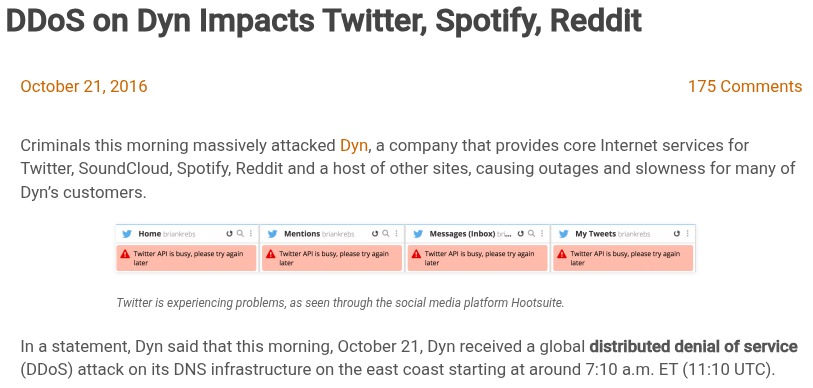 DDoS on Dyn Impacts Twitter, Spotify, Reddit
October 21, 2016 175 Comments
Criminals this morning massively attacked Dyn, a company that provides core Internet services for
Twitter, SoundCloud, Spotify, Reddit and a host of other sites, causing outages and slowness for many of
Dyn’s customers.
Home briankrebs Mentions briankrebs Messages (Inbox) bri... My Tweets briankrebs
Twitter API is busy, please try again Twitter API is busy, please try again Twitter API is busy, please try again Twitter API is busy, please try again
later later later later
Twitter is experiencing problems, as seen through the social media platform Hootsuite.
In a statement, Dyn said that this morning, October 21, Dyn received a global distributed denial of service
(DDoS) attack on its DNS infrastructure on the east coast starting at around 7:10 a.m. ET (11:10 UTC).